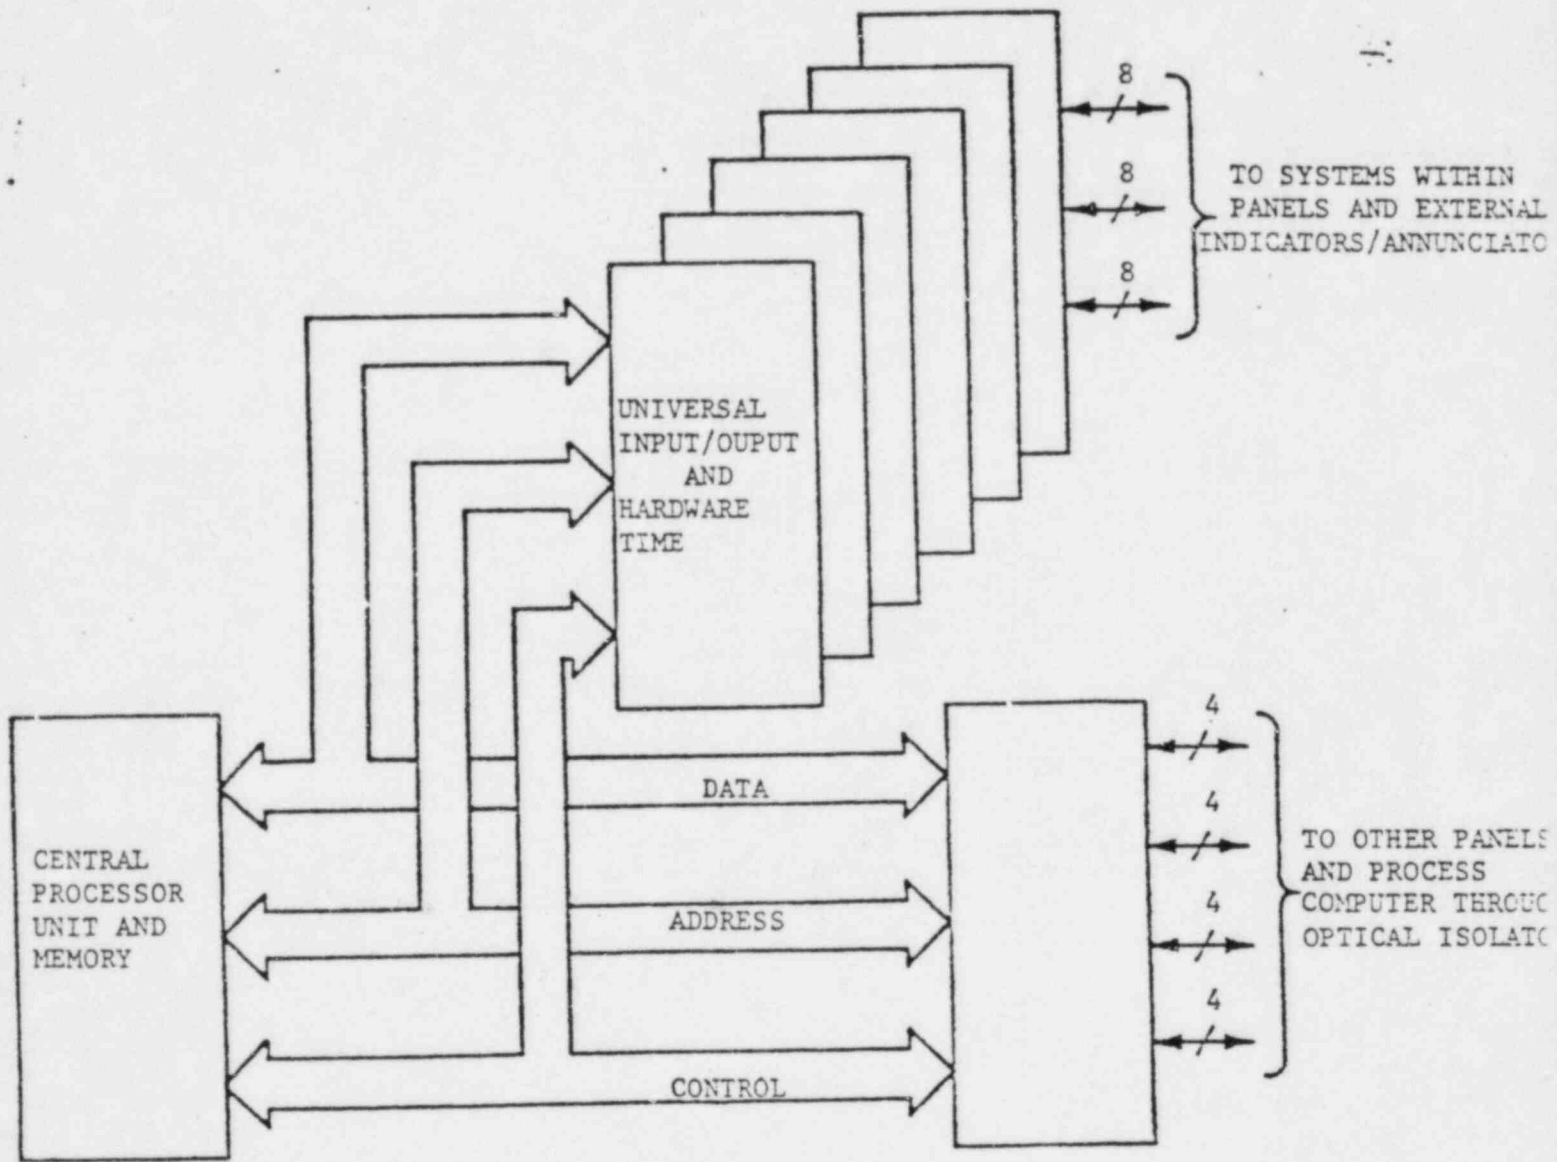 8
8
8
TO SYSTEMS WITHIN
PANELS AND EXTERNAL
INDICATORS/ANNUNCIATO
UNIVERSAL
INPUT/OUPUT
AND
HARDWARE
TIME
CENTRAL
PROCESSOR
UNIT AND
MEMORY
DATA
ADDRESS
CONTROL
4
4
4
4
TO OTHER PANELS
AND PROCESS
COMPUTER THROUG
OPTICAL ISOLATO